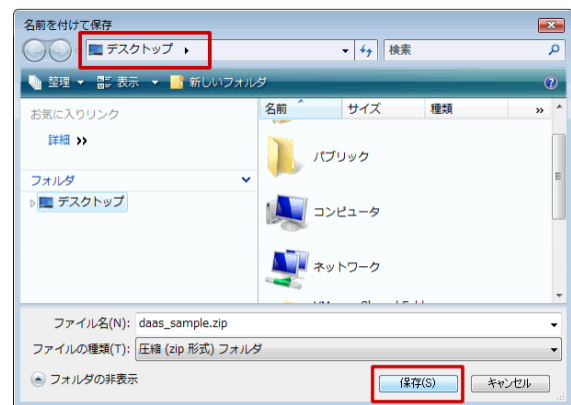 名前を付けて保存
デスクトップ
検索
整理 表示 新しいフォルダ
お気に入りリンク
詳細 »
フォルダ
デスクトップ
名前 サイズ 種類 »
パブリック
コンピュータ
ネットワーク
ファイル名(N): daas_sample.zip
ファイルの種類(T): 圧縮 (zip 形式) フォルダ
フォルダの非表示
保存(S) キャンセル